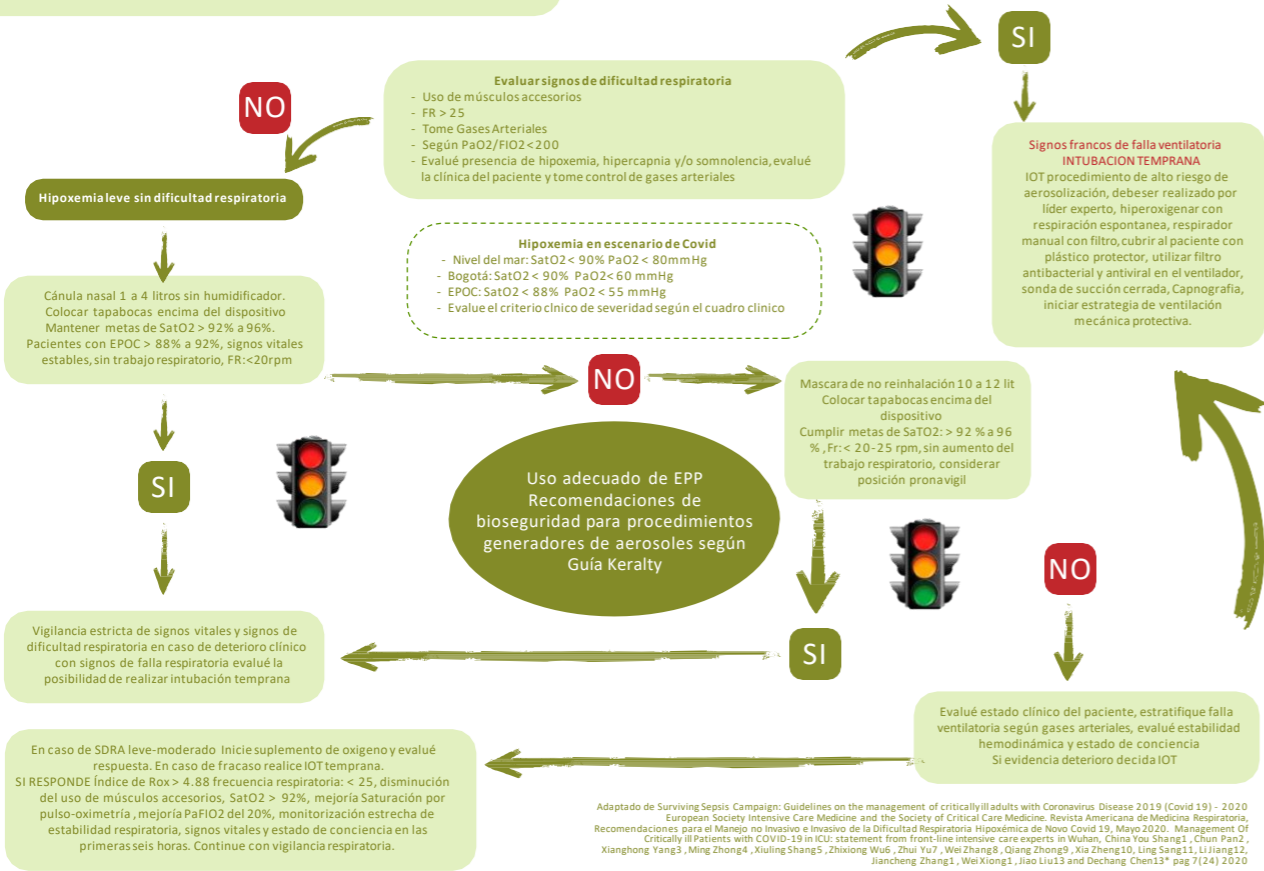 SI
Evaluar signos de dificultad respiratoria
- Uso de músculos accesorios
- FR > 25
- Tome Gases Arteriales
- Según PaO2/FIO2<200
- Evalué presencia de hipoxemia, hipercapnia y/o somnolencia, evalué
la clínica del paciente y tome control de gases arteriales
NO
Signos francos de falla ventilatoria
INTUBACION TEMPRANA
IOT procedimiento de alto riesgo de
aerosolización, debeser realizado por
líder experto, hiperoxigenar con
respiración espontanea, respirador
manual con filtro, cubrir al paciente con
plástico protector, utilizar filtro
antibacterial y antiviral en el ventilador,
sonda de succión cerrada, Capnografia,
iniciar estrategia de ventilación
mecánica protectiva.
Hipoxemia leve sin dificultad respiratoria
Hipoxemia en escenario de Covid
- Nivel del mar: SatO2 < 90% PaO2 < 80mmHg
- Bogotá: SatO2 < 90% PaO2< 60 mmHg
- EPOC: SatO2 < 88% PaO2 < 55 mmHg
- Evalue el criterio clnico de severidad según el cuadro clinico
Cánula nasal 1 a 4 litros sin humidificador.
Colocar tapabocas encima del dispositivo
Mantener metas de SatO2 > 92% a 96%.
Pacientes con EPOC > 88% a 92%, signos vitales
estables, sin trabajo respiratorio, FR:<20rpm
NO
Mascara de no reinhalación 10 a 12 lit
Colocar tapabocas encima del
dispositivo
Cumplir metas de SaTO2: > 92 % a 96
% , Fr: < 20-25 rpm, sin aumento del
trabajo respiratorio, considerar
posición prona vigil
SI
Uso adecuado de EPP
Recomendaciones de
bioseguridad para procedimientos
generadores de aerosoles según
Guía Keralty
NO
Vigilancia estricta de signos vitales y signos de
dificultad respiratoria en caso de deterioro clínico
con signos de falla respiratoria evalué la
posibilidad de realizar intubación temprana
SI
Evalué estado clínico del paciente, estratifique falla
ventilatoria según gases arteriales, evalué estabilidad
hemodinámica y estado de conciencia
Si evidencia deterioro decida IOT
En caso de SDRA leve-moderado Inicie suplemento de oxigeno y evalué
respuesta. En caso de fracaso realice IOT temprana.
SI RESPONDE Índice de Rox > 4.88 frecuencia respiratoria: < 25, disminución
del uso de músculos accesorios, SatO2 > 92%, mejoría Saturación por
pulso-oximetría , mejoría PaFIO2 del 20%, monitorización estrecha de
estabilidad respiratoria, signos vitales y estado de conciencia en las
primeras seis horas. Continue con vigilancia respiratoria.
Adaptado de Surviving Sepsis Campaign: Guidelines on the management of critically ill adults with Coronavirus Disease 2019 (Covid 19) - 2020
European Society Intensive Care Medicine and the Society of Critical Care Medicine. Revista Americana de Medicina Respiratoria,
Recomendaciones para el Manejo no Invasivo e Invasivo de la Dificultad Respiratoria Hipoxémica de Novo Covid 19, Mayo 2020. Management Of
Critically Ill Patients with COVID-19 in ICU: statement from front-line intensive care experts in Wuhan, China You Shang1 , Chun Pan2 ,
Xianghong Yang3 , Ming Zhong4 , Xiuling Shang5 , Zhixiong Wu6 , Zhui Yu7 , Wei Zhang8 , Qiang Zhong9 , Xia Zheng10, Ling Sang11, Li Jiang12,
Jiancheng Zhang1 , Wei Xiong1 , Jiao Liu13 and Dechang Chen13* pag 7(24) 2020